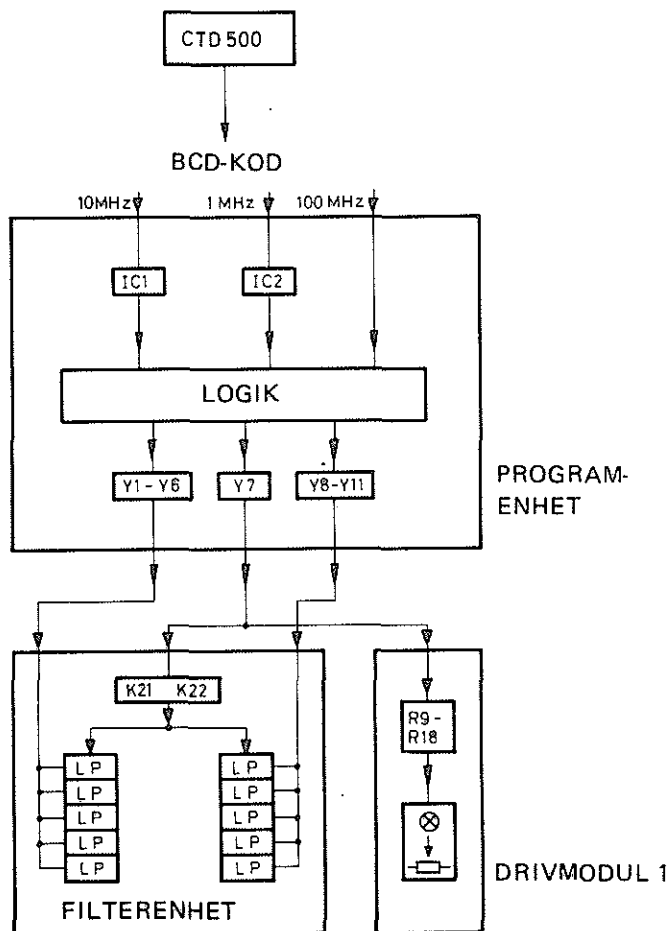 CTD 500
BCD-KOD
10MHz 1 MHz 100 MHz
IC1 IC2
LOGIK
Y1 - Y6 Y7 Y8-Y11
PROGRAM-
ENHET
K21 K22
R9 -
R18
LP LP
LP LP
LP LP
LP LP
LP LP
DRIVMODUL 1
FILTERENHET